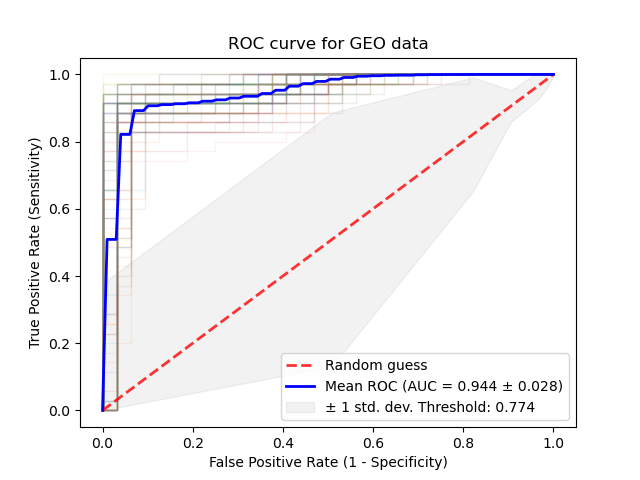 ROC curve for GEO data
True Positive Rate (Sensitivity)
1.0
0.8
0.6
0.4
0.2
0.0
Random guess
Mean ROC (AUC = 0.944 ± 0.028)
± 1 std. dev. Threshold: 0.774
0.0 0.2 0.4 0.6 0.8 1.0
False Positive Rate (1 - Specificity)